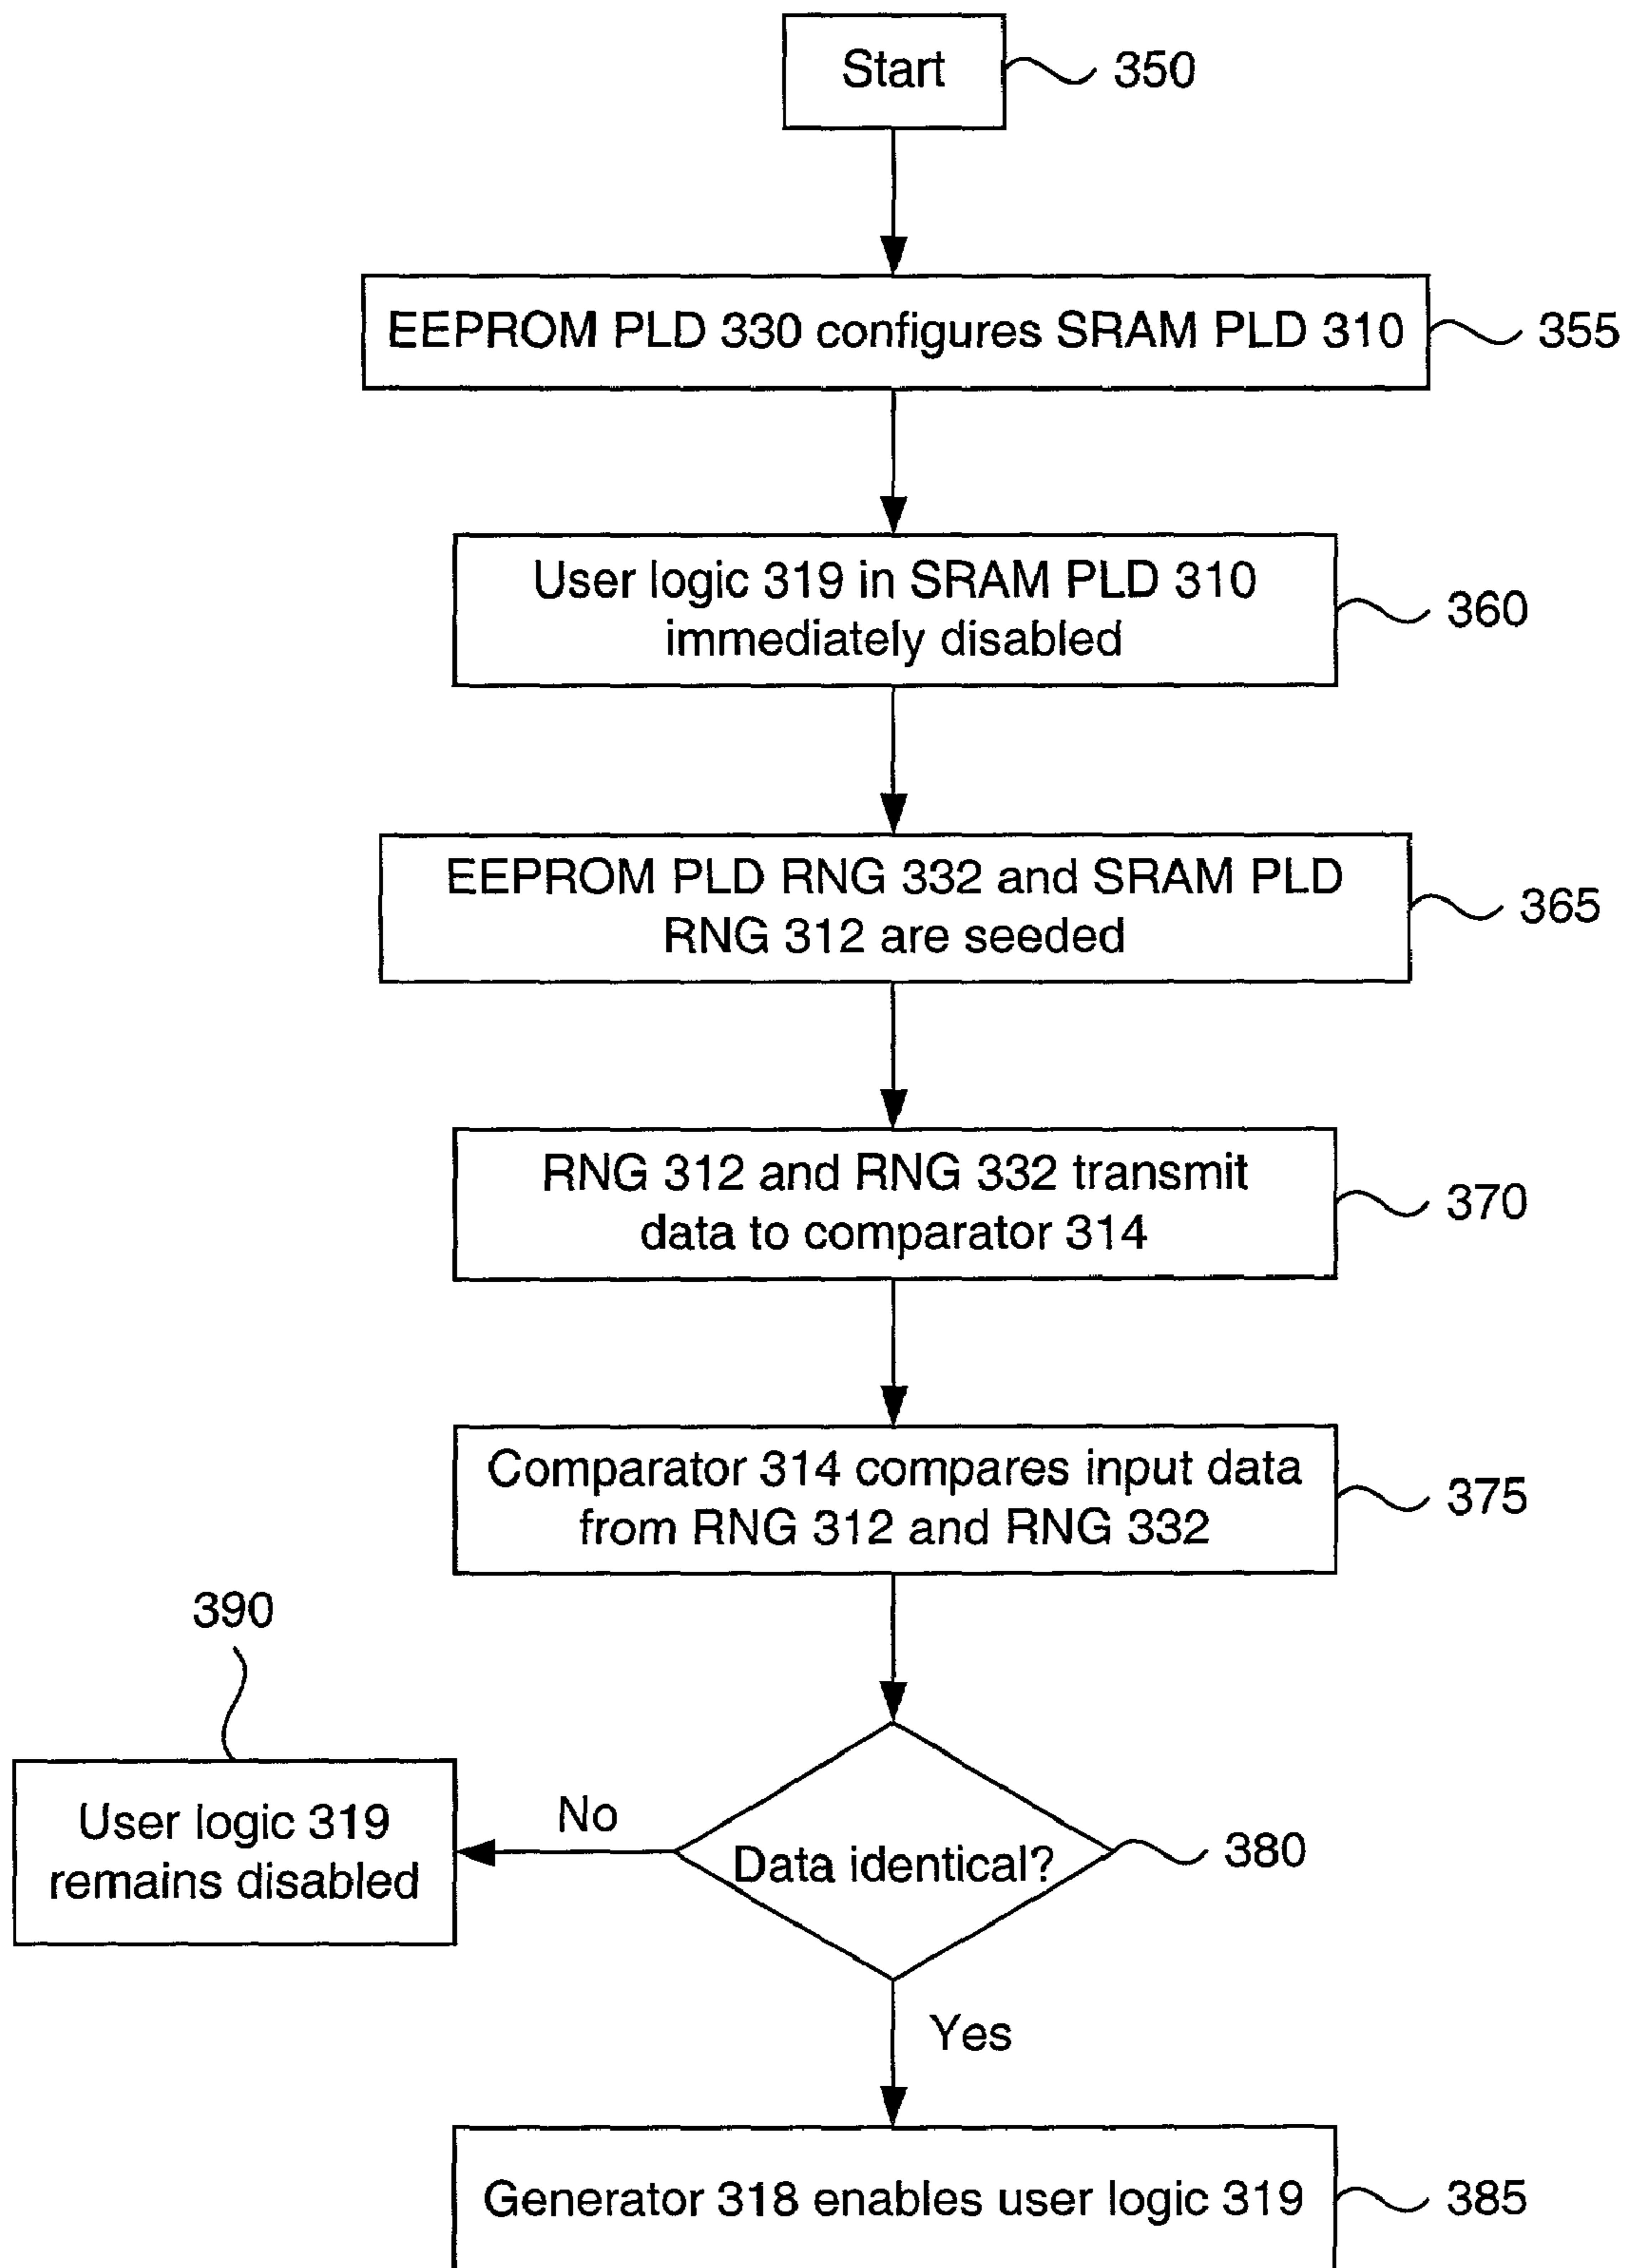 Start
350
EEPROM PLD 330 configures SRAM PLD 310
355
User logic 319 in SRAM PLD 310
immediately disabled
360
EEPROM PLD RNG 332 and SRAM PLD
RNG 312 are seeded
365
RNG 312 and RNG 332 transmit
data to comparator 314
370
Comparator 314 compares input data
from RNG 312 and RNG 332
375
390
User logic 319
remains disabled
No
Data identical?
380
Yes
Generator 318 enables user logic 319
385